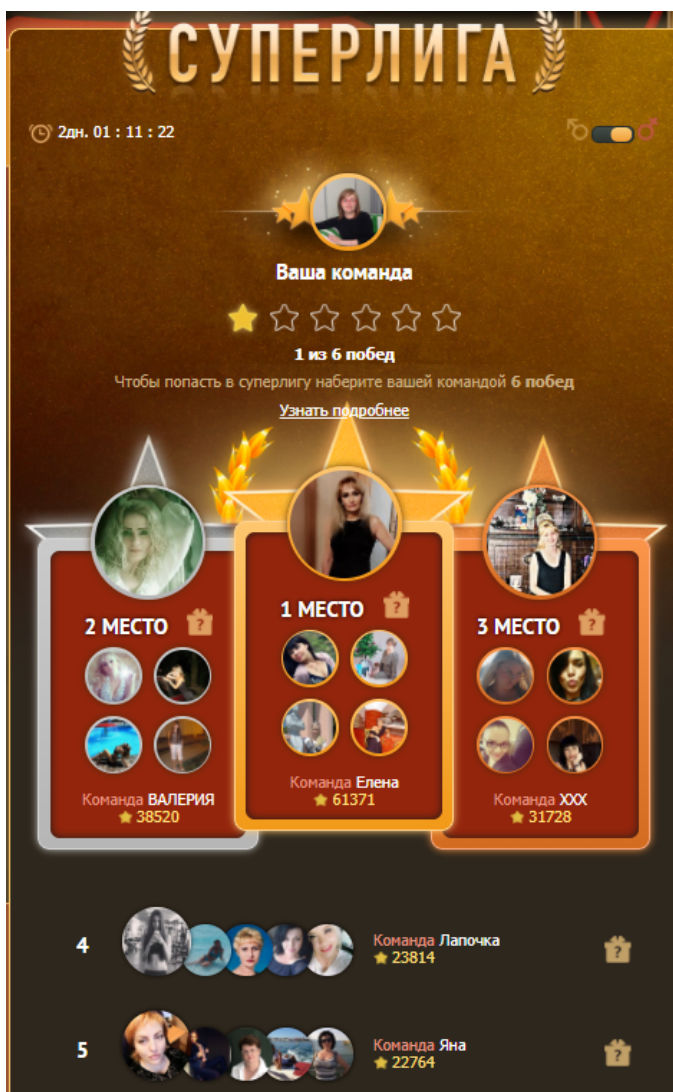 СУПЕРЛИГА
2дн. 01 : 11 : 22
Ваша команда
1 из 6 побед
Чтобы попасть в суперлигу наберите вашей командой 6 побед
Узнать подробнее
2 МЕСТО
?
Команда ВАЛЕРИЯ
38520
1 МЕСТО
?
Команда Елена
61371
3 МЕСТО
?
Команда XXX
31728
4
Команда Лапочка
23814
?
5
Команда Яна
22764
?